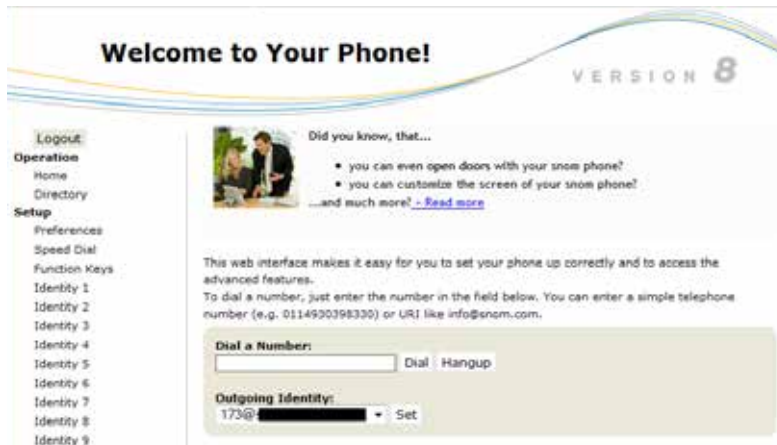 Welcome to Your Phone!
VERSION 8
Logout
Operation
Home
Directory
Setup
Preferences
Speed Dial
Function Keys
Identity 1
Identity 2
Identity 3
Identity 4
Identity 5
Identity 6
Identity 7
Identity 8
Identity 9
Did you know, that...
you can even open doors with your snom phone?
you can customize the screen of your snom phone?
...and much more? - Read more
This web interface makes it easy for you to set your phone up correctly and to access the
advanced features.
To dial a number, just enter the number in the field below. You can enter a simple telephone
number (e.g. 0114930398330) or URI like info@snom.com.
Dial a Number:
Dial Hangup
Outgoing Identity:
173@ Set